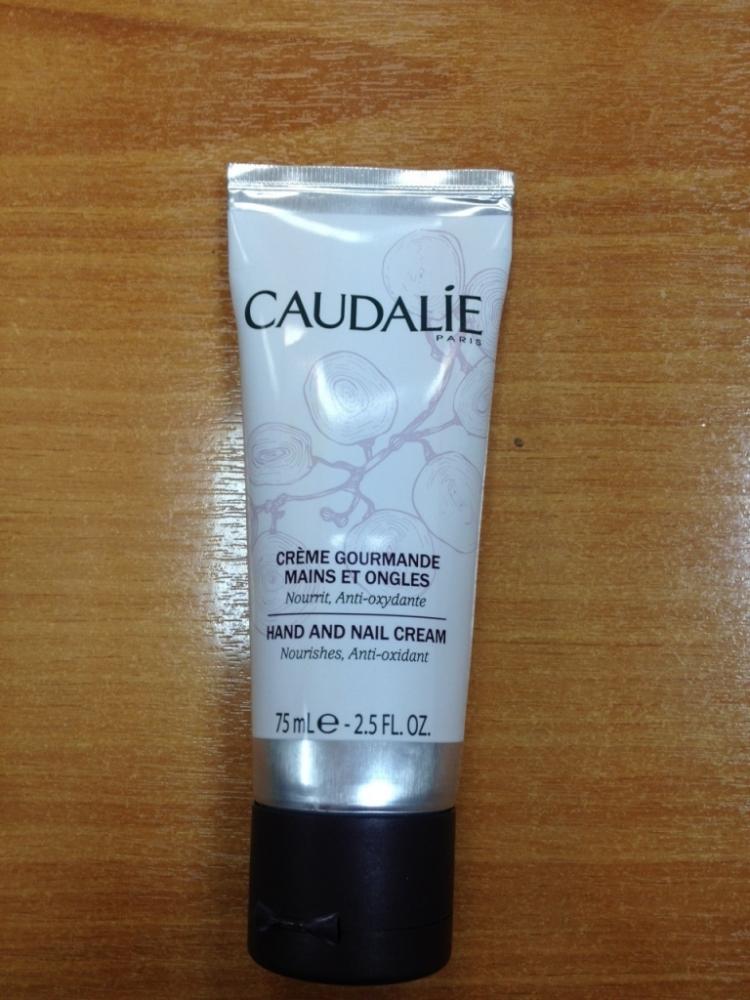 CAUDALÍE
PARIS
CRÈME GOURMANDE
MAINS ET ONGLES
Nourrit, Anti-oxydante
HAND AND NAIL CREAM
Nourishes, Anti-oxidant
75 mL e - 2.5 FL. OZ.